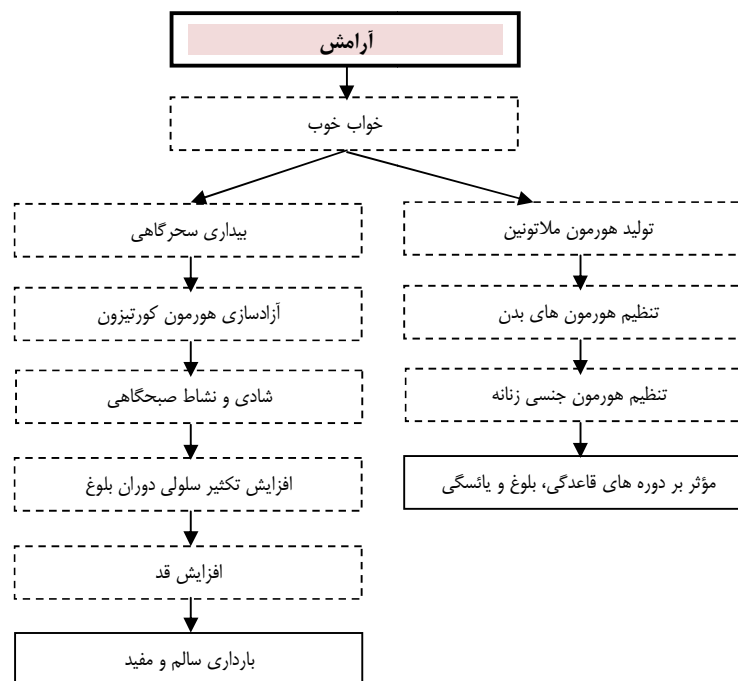 آرامش
خواب خوب
تولید هورمون ملاتونین
تنظیم هورمون های بدن
تنظیم هورمون جنسی زنانه
مؤثر بر دوره های قاعدگی، بلوغ و یائسگی
بیداری سحرگاهی
آزادسازی هورمون کورتیزون
شادی و نشاط صبحگاهی
افزایش تکثیر سلولی دوران بلوغ
افزایش قد
بارداری سالم و مفید